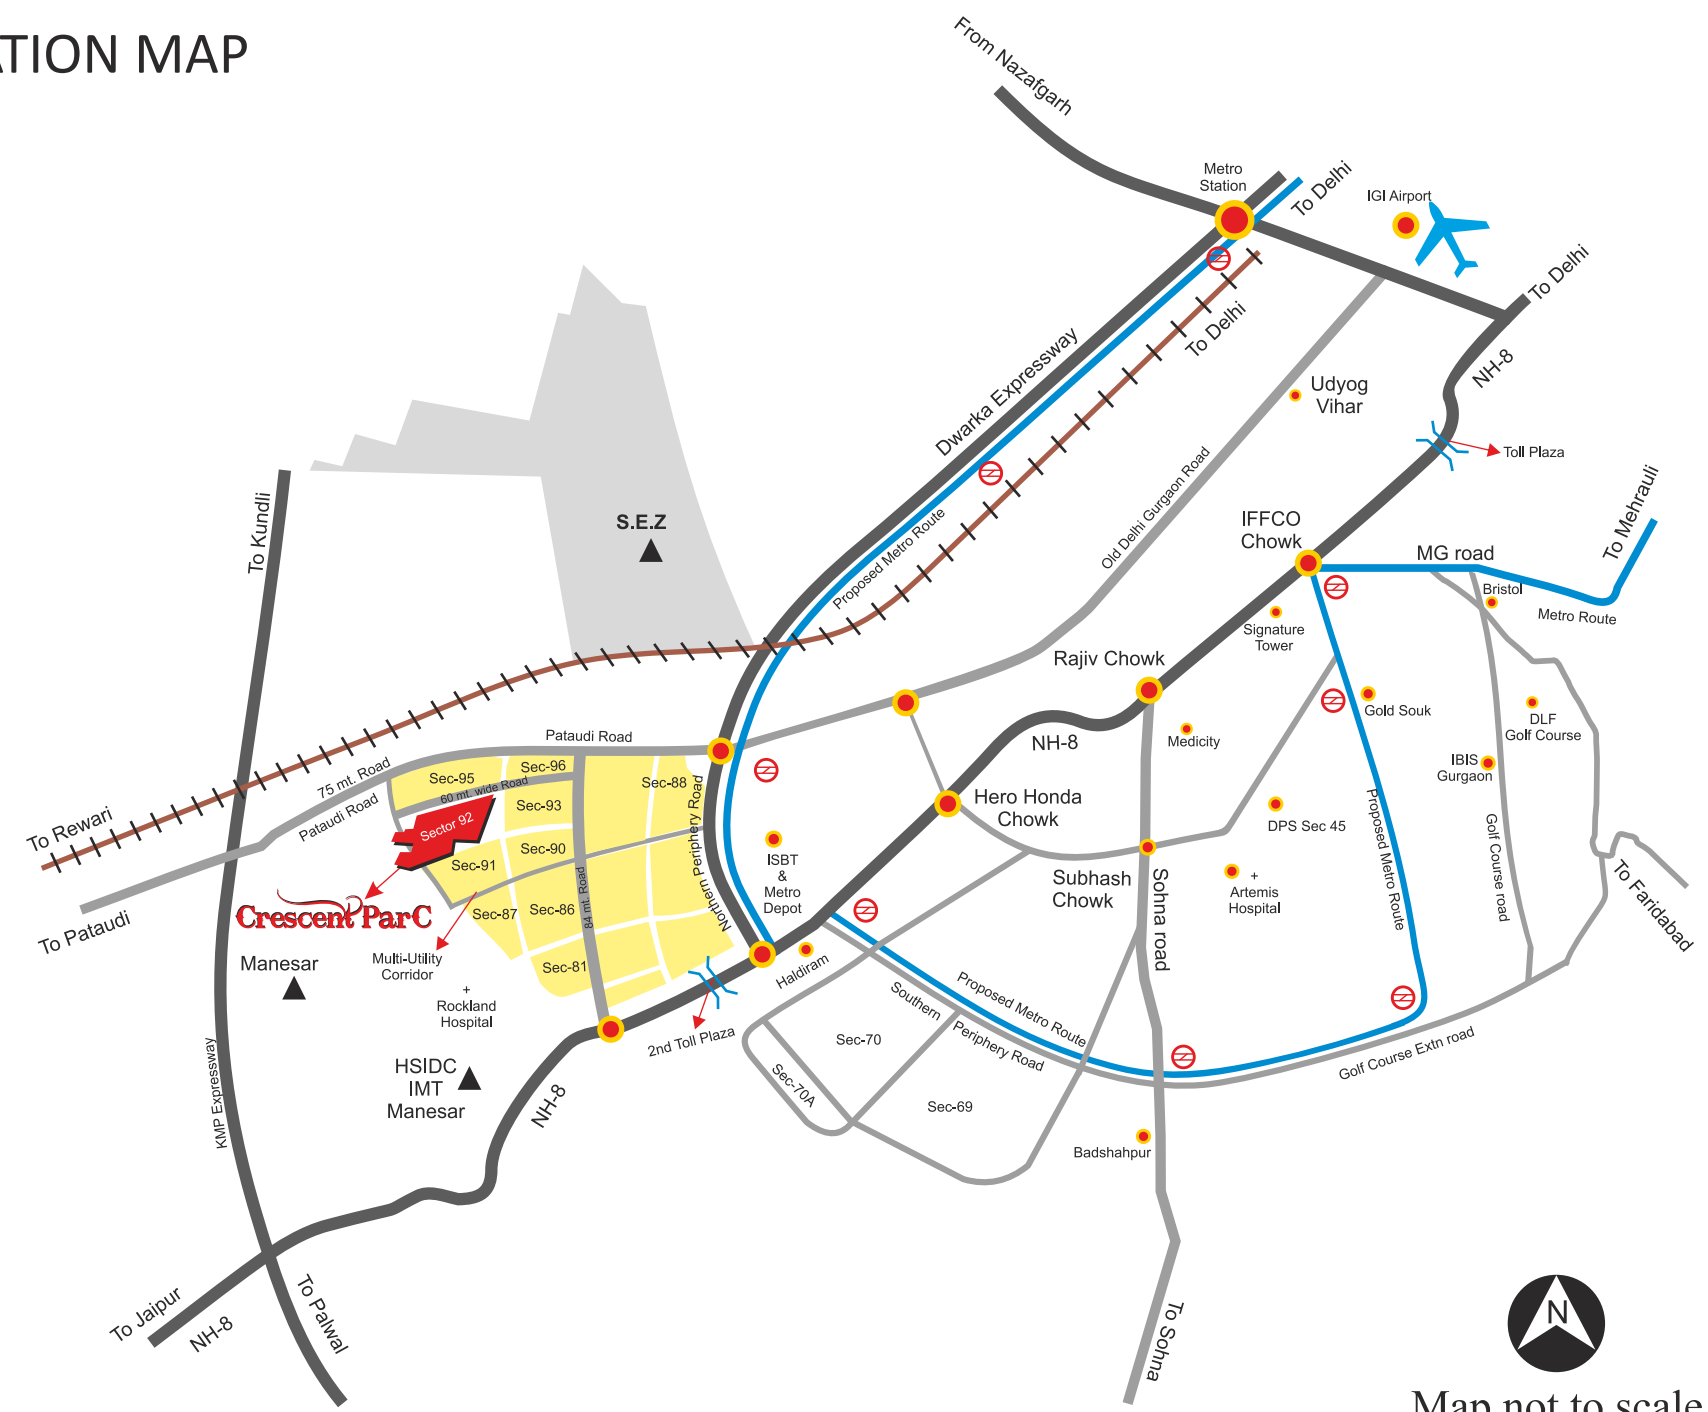 ATION MAP
From Nazafgarh
Metro
Station
To Delhi
IGI Airport
To Delhi
To Delhi
NH-8
Dwarka Expressway
Udyog
Vihar
Toll Plaza
To Mehrauli
Old Delhi Gurgaon Road
Proposed Metro Route
IFFCO
Chowk
MG road
Bristol
Metro Route
S.E.Z
To Kundli
Signature
Tower
Rajiv Chowk
Gold Souk
DLF
Golf Course
Medicity
NH-8
IBIS
Gurgaon
Pataudi Road
75 mt. Road
Pataudi Road
Sec-95
Sec-96
60 mt. wide Road
Sec-88
Sec-93
Sector 92
Sec-90
Sec-91
Northern Periphery Road
Hero Honda
Chowk
DPS Sec 45
Proposed Metro Route
Golf Course road
To Rewari
To Pataudi
ISBT
&
Metro
Depot
Subhash
Chowk
Sohna road
+
Artemis
Hospital
To Faridabad
Crescent ParC
Sec-87
Sec-86
84 mt. Road
Sec-81
Manesar
Multi-Utility
Corridor
+
Rockland
Hospital
Haldiram
2nd Toll Plaza
Southern
Periphery Road
Proposed Metro Route
Golf Course Extn road
Sec-70
Sec-70A
Sec-69
HSIDC
IMT
Manesar
KMP Expressway
NH-8
Badshahpur
To Jaipur
NH-8
To Palwal
To Sohna
N
Map not to scale